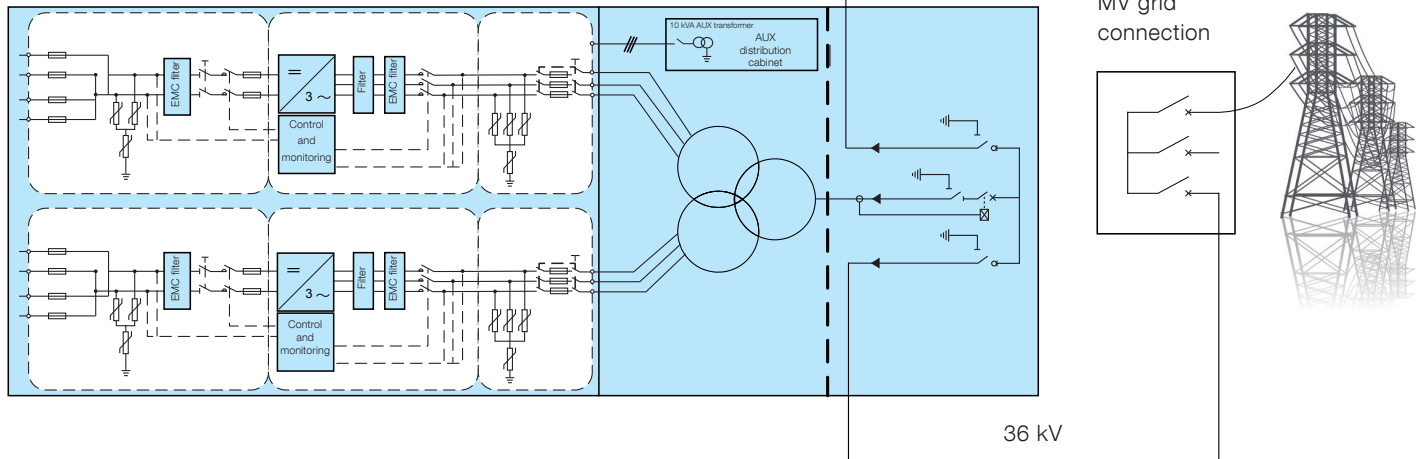 MV grid
connection
10 kVA AUX transformer
AUX
distribution
cabinet
EMC filter
=
3 ~
Filter
EMC filter
Control
and
monitoring
EMC filter
=
3 ~
Filter
EMC filter
Control
and
monitoring
36 kV